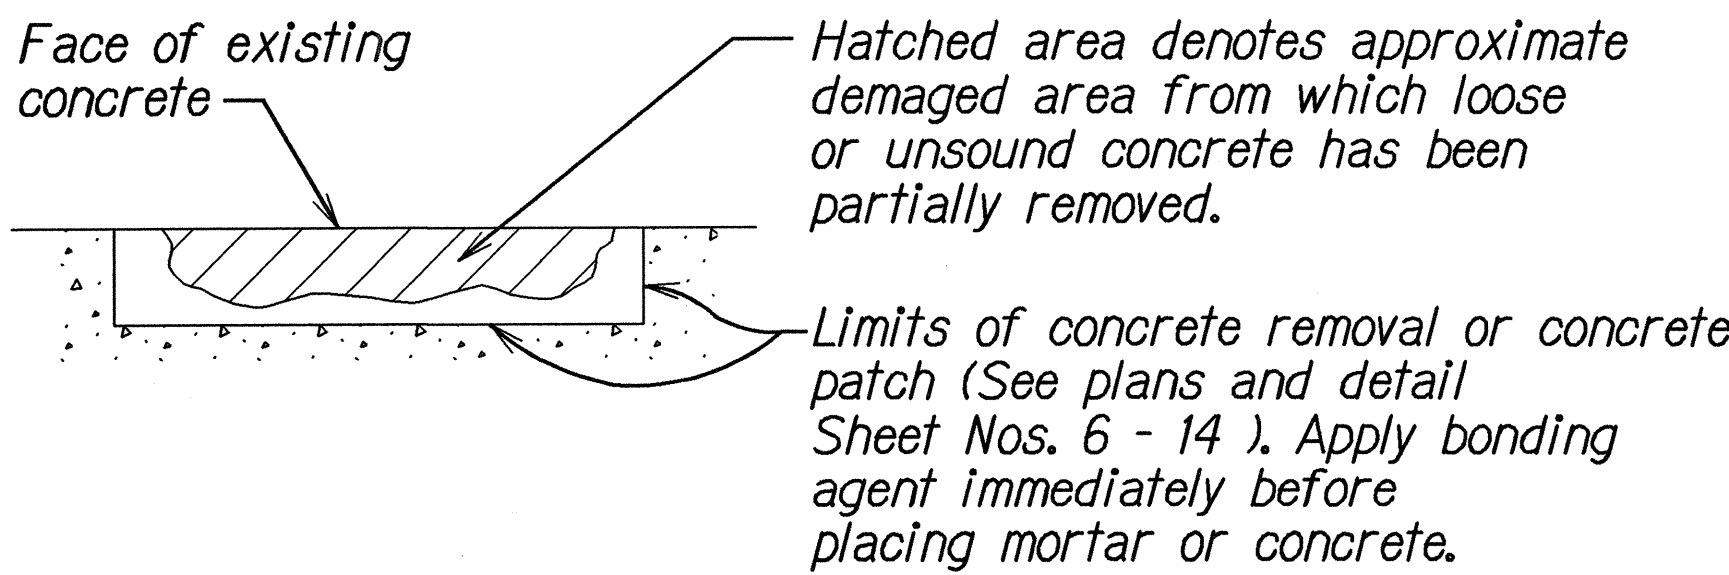 Face of existing
concrete
Hatched area denotes approximate
demaged area from which loose
or unsound concrete has been
partially removed.
Limits of concrete removal or concrete
patch (See plans and detail
Sheet Nos. 6 - 14 ). Apply bonding
agent immediately before
placing mortar or concrete.